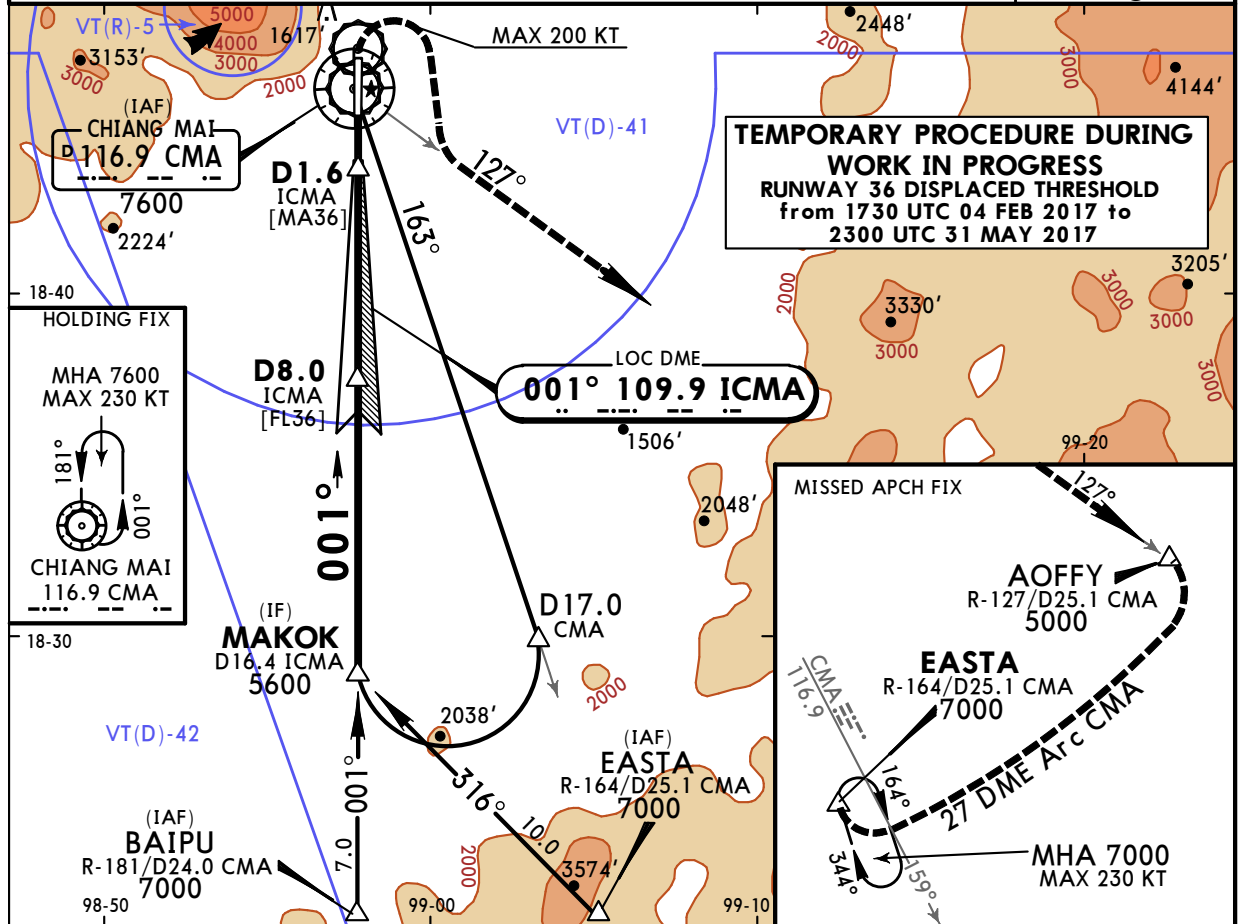 VT(R)-5
5000
4000
3000
1617'
MAX 200 KT
2448'
2000
3000
4144'
3153'
3000
2000
(IAF)
CHIANG MAI
D 116.9 CMA
7600
2224'
VT(D)-41
127°
163°
D1.6
ICMA
[MA36]
TEMPORARY PROCEDURE DURING
WORK IN PROGRESS
RUNWAY 36 DISPLACED THRESHOLD
from 1730 UTC 04 FEB 2017 to
2300 UTC 31 MAY 2017
18-40
2000
3330'
3000
3000
3205'
3000
3000
HOLDING FIX
MHA 7600
MAX 230 KT
181°
001°
CHIANG MAI
116.9 CMA
D8.0
ICMA
[FL36]
LOC DME
001° 109.9 ICMA
1506'
2048'
99-20
001°
18-30
(IF)
MAKOK
D16.4 ICMA
5600
D17.0
CMA
2000
2038'
VT(D)-42
316°
10.0
(IAF)
EASTA
R-164/D25.1 CMA
7000
001°
7.0
(IAF)
BAIPU
R-181/D24.0 CMA
7000
2000
3574'
98-50
99-00
99-10
MISSED APCH FIX
127°
AOFFY
R-127/D25.1 CMA
5000
CMA
116.9
EASTA
R-164/D25.1 CMA
7000
164°
27 DME Arc CMA
344°
159°
MHA 7000
MAX 230 KT